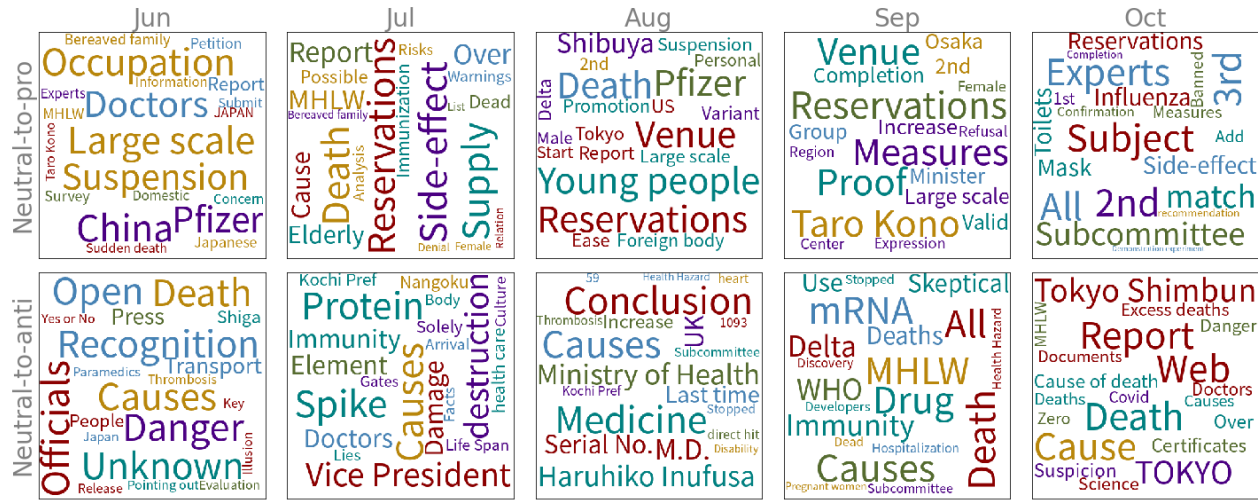 Jun Jul Aug Sep Oct
Neutral-to-pro
Bereaved family
Petition
Occupation
Information
Report
Experts
Doctors
Submit
MHLW
JAPAN
Taro Kono
Large scale
Suspension
Survey
Domestic
Concern
China
Pfizer
Japanese
Sudden death
Report
Reservations
Risks
Over
Possible
Warnings
MHLW
Immunization
Side-effect
List
Dead
Bereaved family
Cause
Death
Analysis
Supply
Elderly
Denial
Female
Relation
Shibuya
Suspension
2nd
Personal
Delta
Death
Pfizer
Promotion
US
Variant
Male
Tokyo
Venue
Start
Report
Large scale
Young people
Reservations
Ease
Foreign body
Venue
Osaka
Completion
2nd
Female
Reservations
Group
Increase
Refusal
Region
Measures
Proof
Minister
Large scale
Taro Kono
Valid
Center
Expression
Reservations
Completion
Experts
Banned
3rd
1st
Influenza
Toilets
Confirmation
Measures
Subject
Add
Mask
Side-effect
All
2nd
match
recommendation
Subcommittee
Demonstration experiment
Neutral-to-anti
Open
Death
Yes or No
Press
Shiga
Recognition
Officials
Paramedics
Transport
Thrombosis
Causes
Key
People
Japan
Danger
Illusion
Unknown
Release
Pointing out
Evaluation
Kochi Pref
Nangoku
Protein
Body
destruction
Culture
Immunity
Solely
Arrival
Element
Causes
health care
Gates
Damage
Facts
Spike
Doctors
Lies
Life Span
Vice President
59
Health Hazard
heart
Conclusion
Thrombosis
Increase
UK
1093
Causes
Subcommittee
Ministry of Health
Kochi Pref
Last time
Medicine
Stopped
Serial No.
M.D.
direct hit
Disability
Haruhiko Inufusa
Use
Stopped
Skeptical
mRNA
Deaths
All
Health Hazard
Delta
Discovery
MHLW
WHO
Developers
Drug
Death
Immunity
Dead
Hospitalization
Causes
Pregnant women
Subcommittee
Tokyo Shimbun
Excess deaths
MHLW
Report
Danger
Documents
Web
Cause of death
Doctors
Deaths
Covid
Causes
Zero
Death
Over
Cause
Certificates
Suspicion
TOKYO
Science